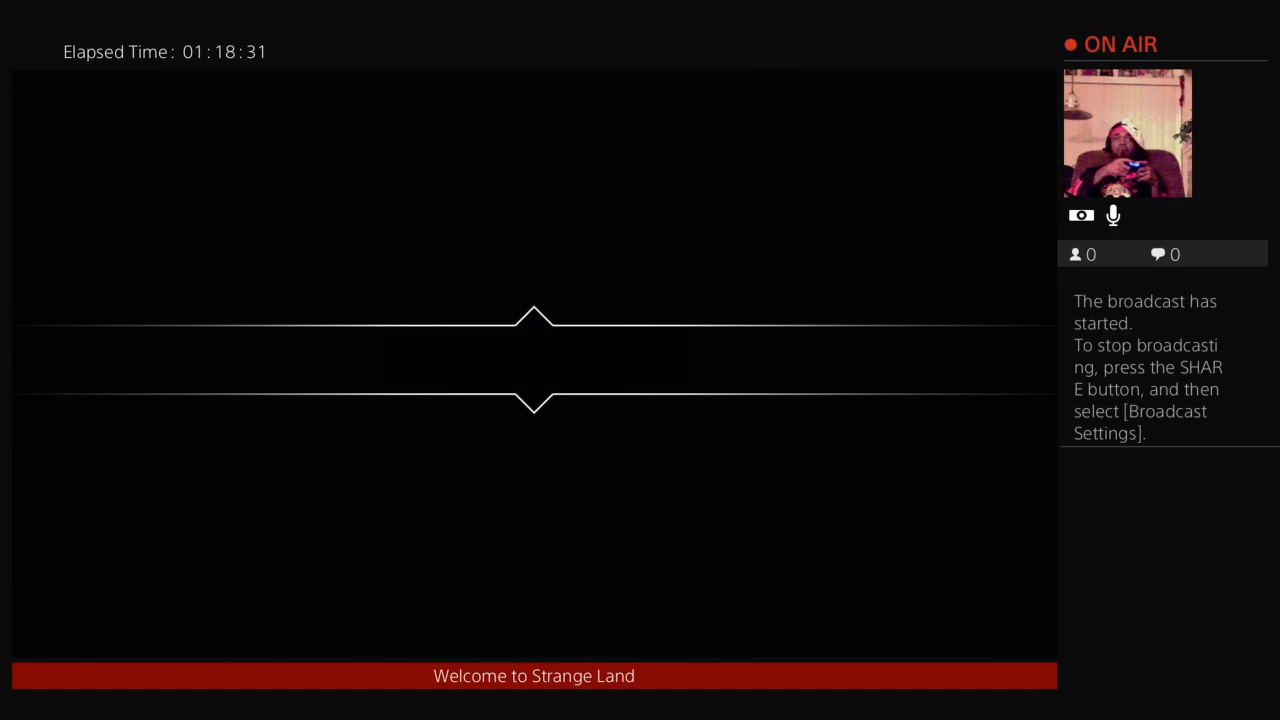 Elapsed Time: 01:18:31
ON AIR
0 0
The broadcast has
started.
To stop broadcasti
ng, press the SHAR
E button, and then
select [Broadcast
Settings].
Welcome to Strange Land